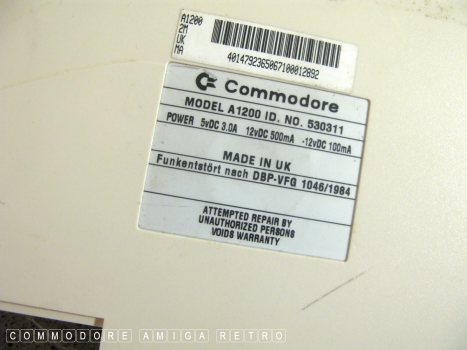 A1200
2M
UK
MA
4014792365067100012892
Commodore
MODEL A1200 ID. NO. 530311
POWER 5vDC 3.0A 12vDC 500mA -12vDC 100mA
MADE IN UK
Funkentstört nach DBP-VFG 1046/1984
ATTEMPTED REPAIR BY
UNAUTHORIZED PERSONS
VOIDS WARRANTY
COMMODORE AMIGA RETRO